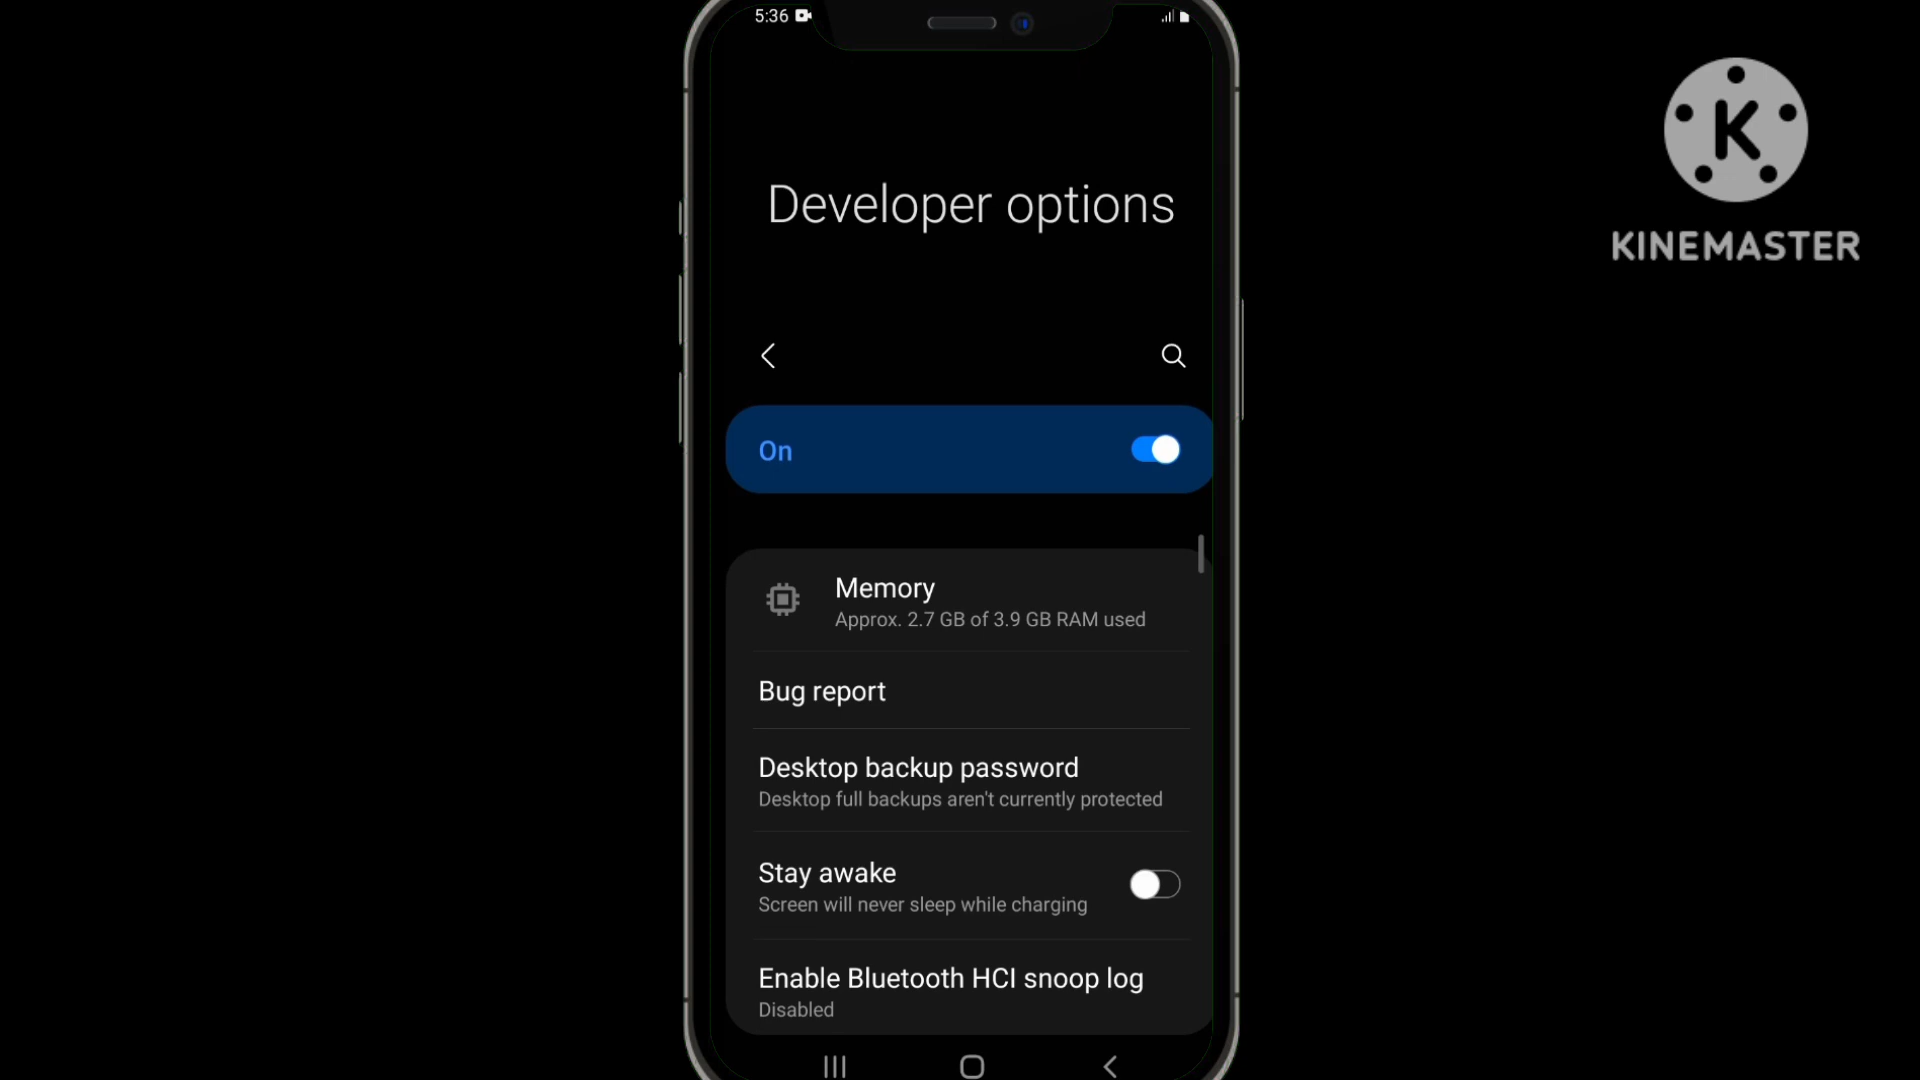 5:36
KINEMASTER
Developer options
On
Memory
Approx. 2.7 GB of 3.9 GB RAM used
Bug report
Desktop backup password
Desktop full backups aren't currently protected
Stay awake
Screen will never sleep while charging
Enable Bluetooth HCI snoop log
Disabled